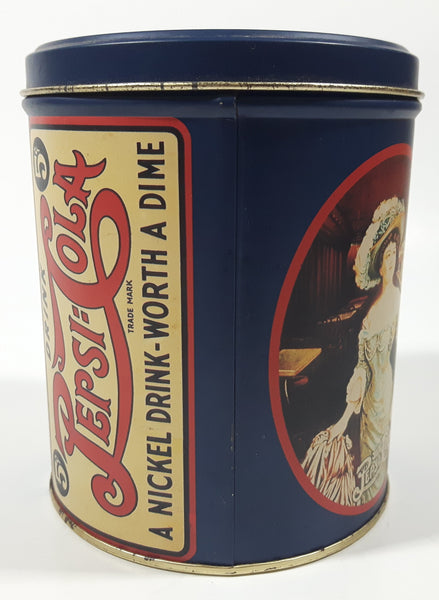 DRINK
5¢ PEPSI-COLA 5¢
TRADE MARK
A NICKEL DRINK-WORTH A DIME